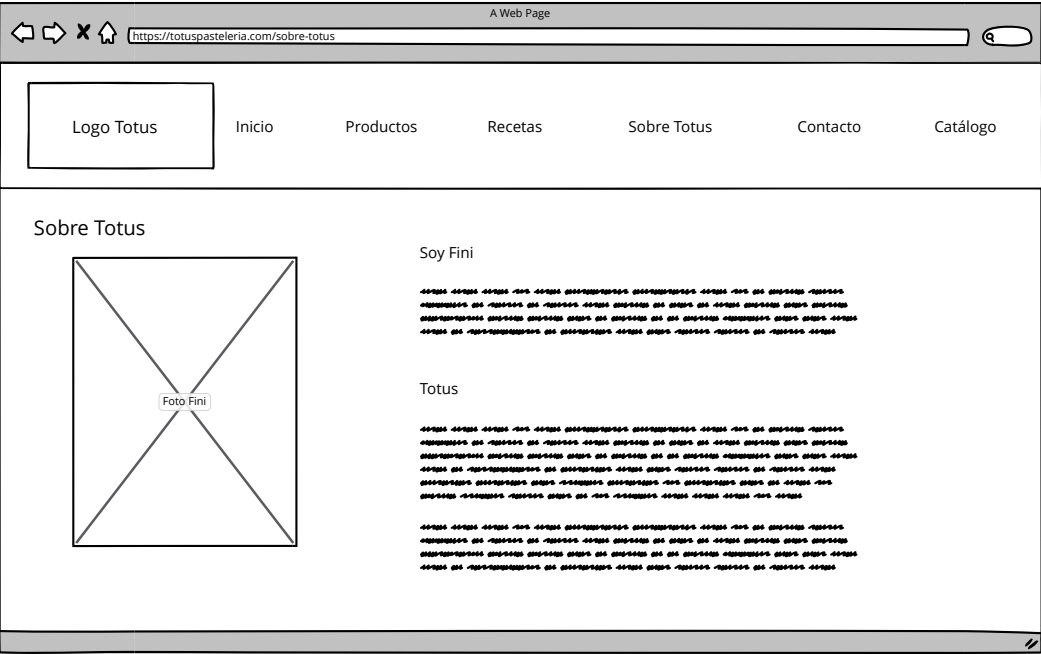 A Web Page
https://totuspasteleria.com/sobre-totus
Logo Totus
Inicio
Productos
Recetas
Sobre Totus
Contacto
Catálogo
Sobre Totus
Foto Fini
Soy Fini
Totus